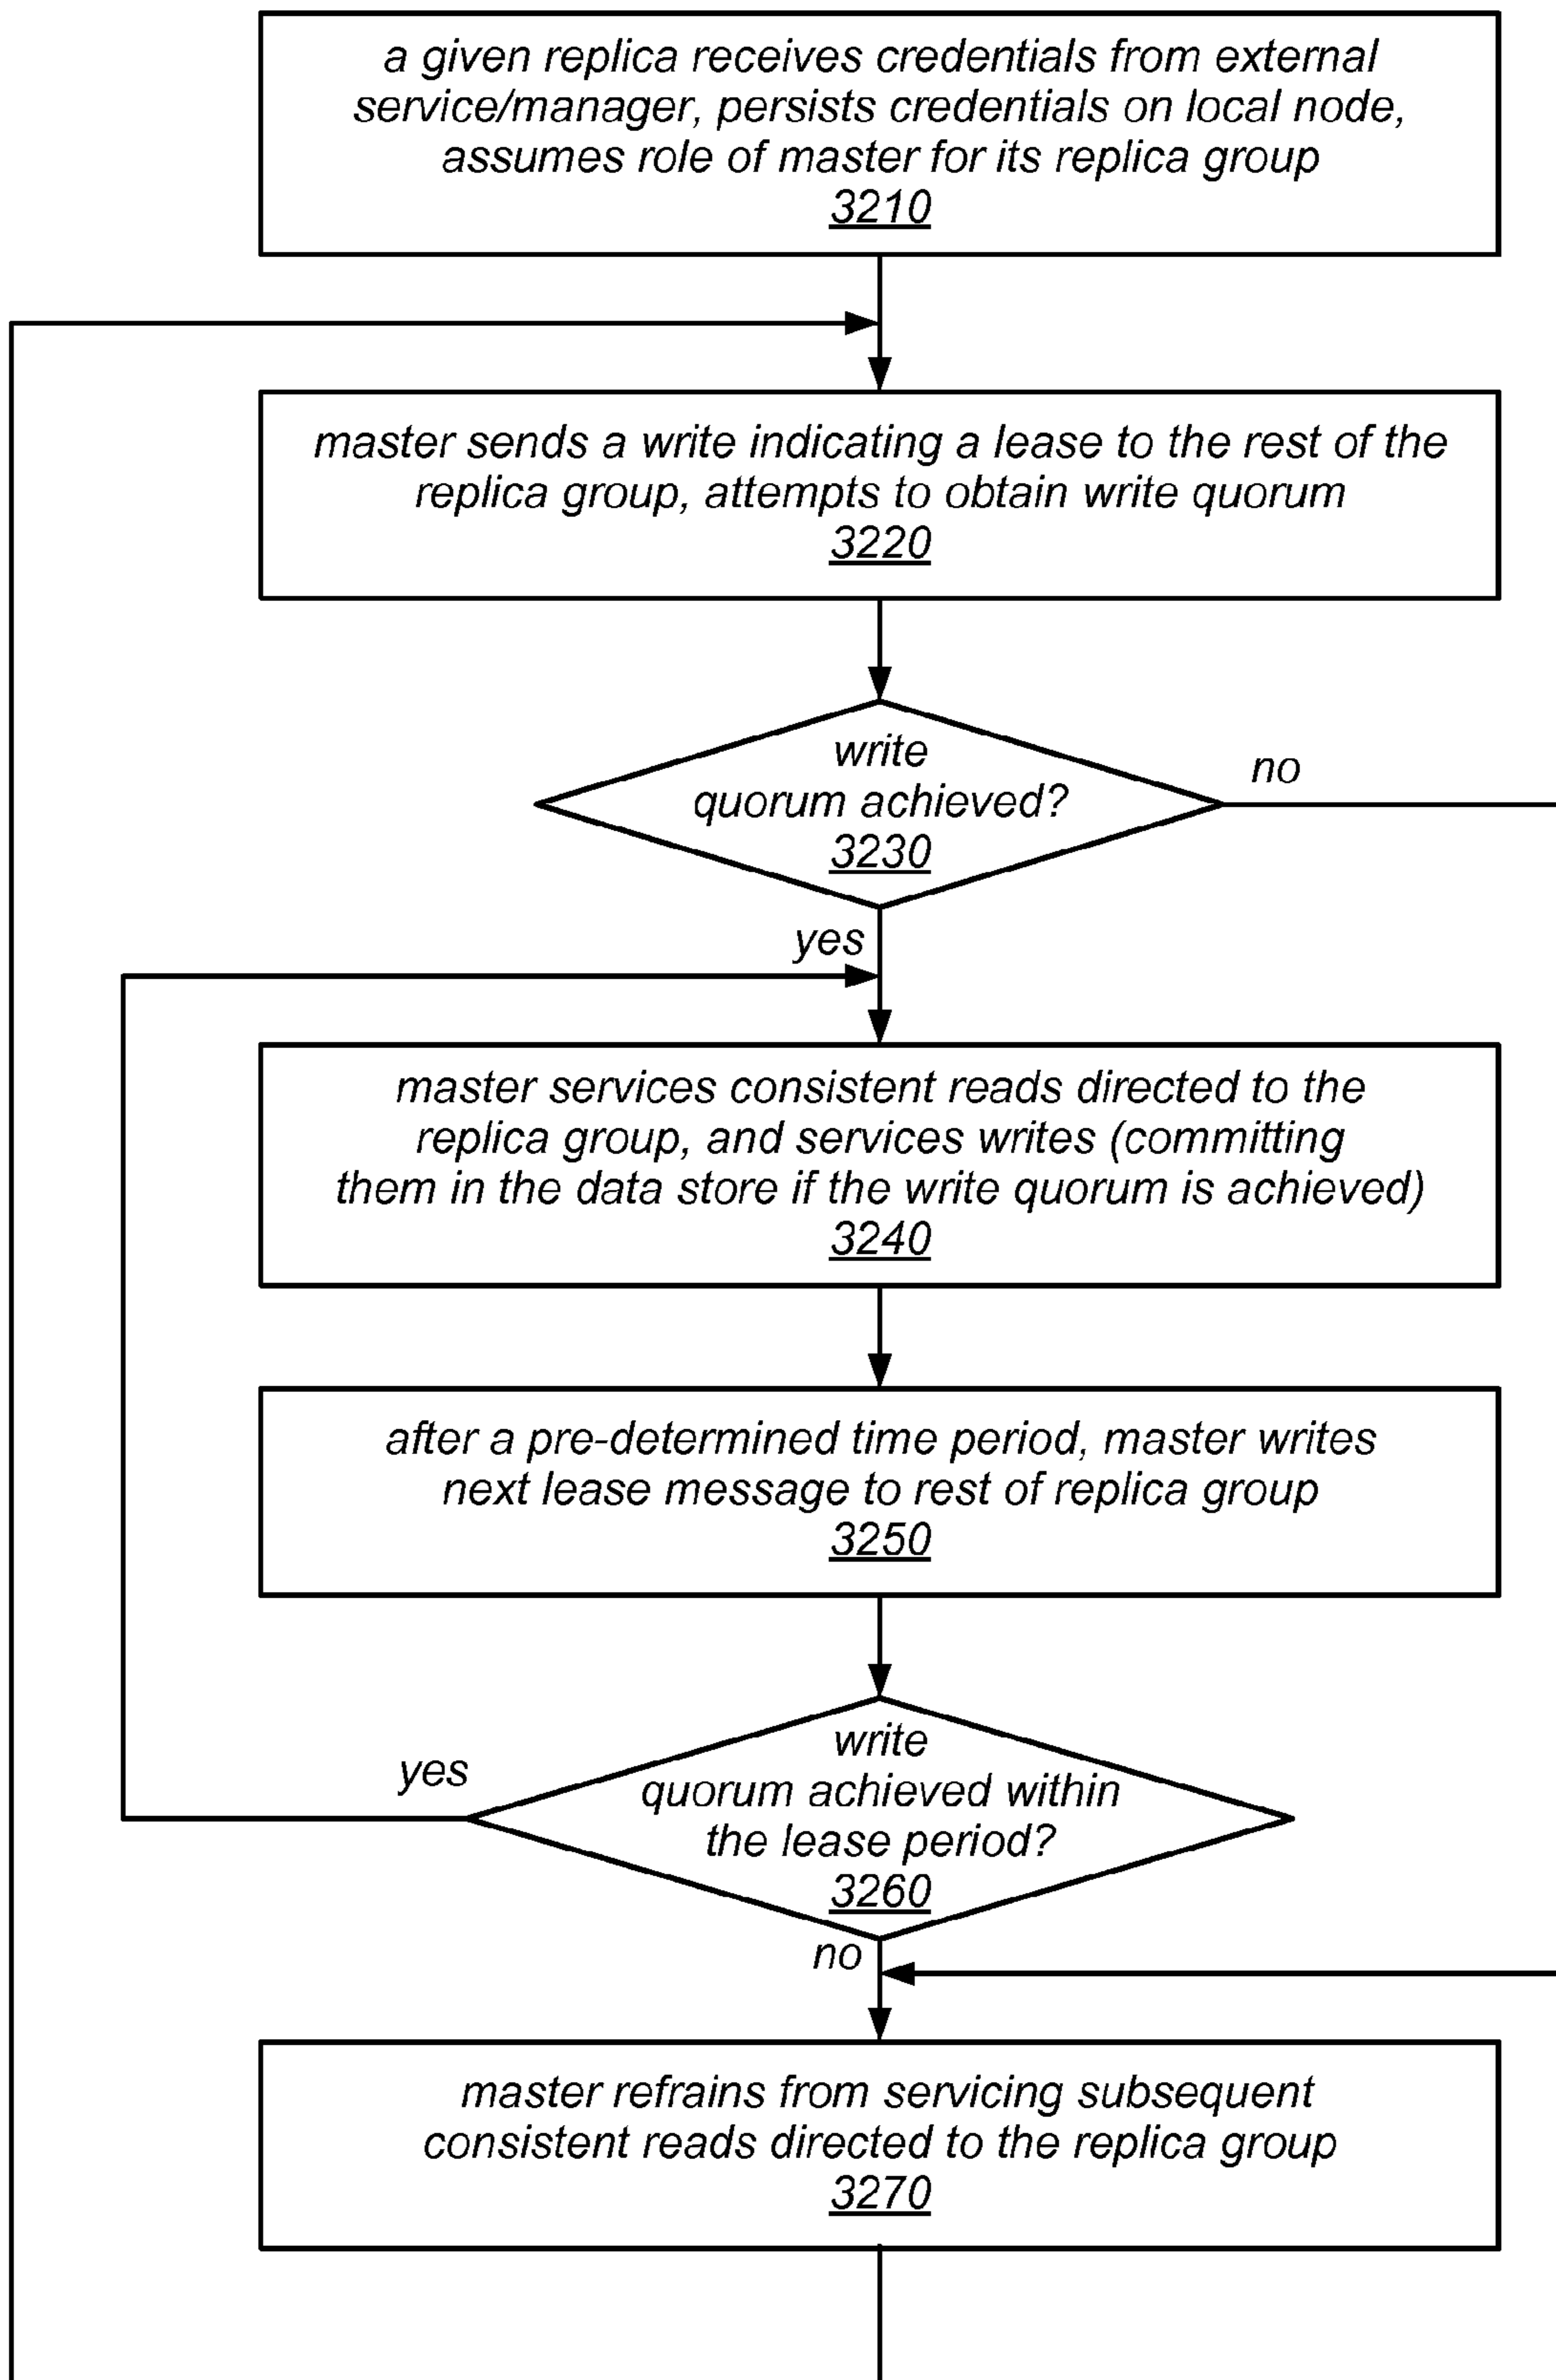 a given replica receives credentials from external
service/manager, persists credentials on local node,
assumes role of master for its replica group
3210
master sends a write indicating a lease to the rest of the
replica group, attempts to obtain write quorum
3220
write
quorum achieved?
3230
no
yes
master services consistent reads directed to the
replica group, and services writes (committing
them in the data store if the write quorum is achieved)
3240
after a pre-determined time period, master writes
next lease message to rest of replica group
3250
write
quorum achieved within
the lease period?
3260
yes
no
master refrains from servicing subsequent
consistent reads directed to the replica group
3270